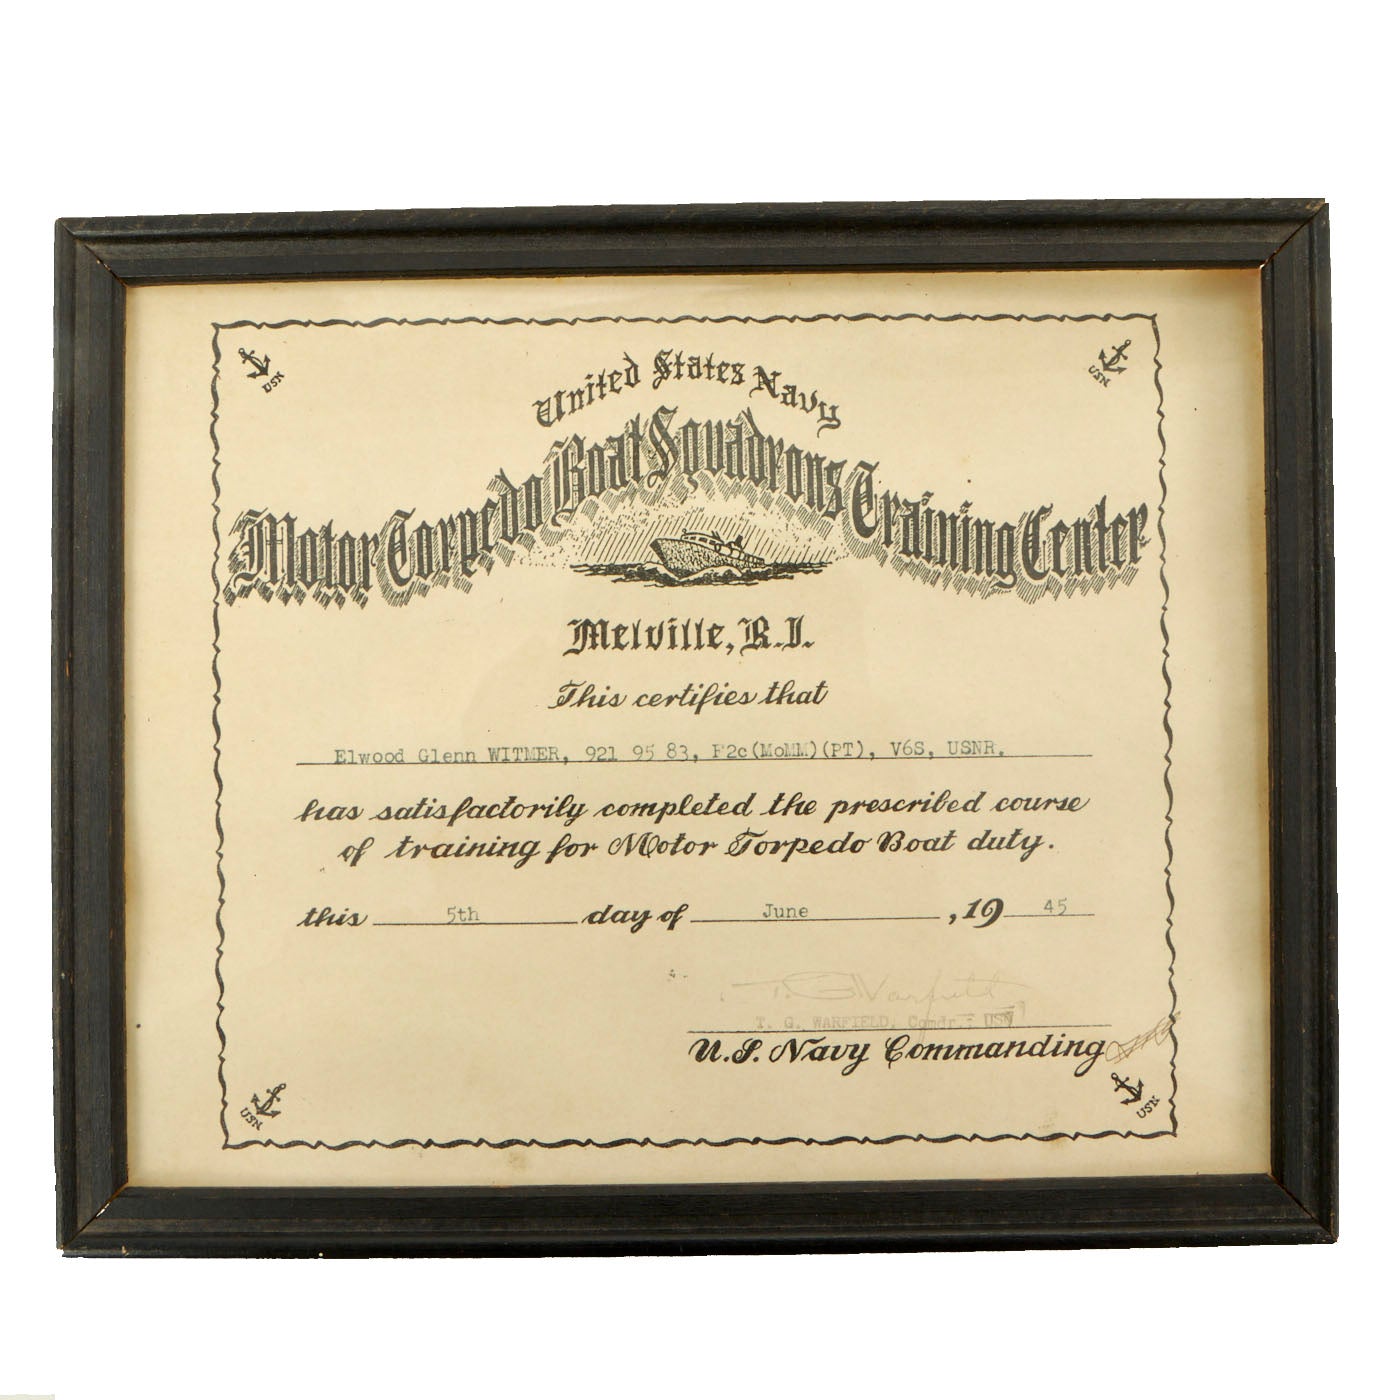 USN
USN
United States Navy
Motor Torpedo Boat Squadrons Training Center
Melville, R.I.
This certifies that
Elwood Glenn WITMER, 921 95 83, F2c(MoMM)(PT), V6S, USNR.
has satisfactorily completed the prescribed course
of training for Motor Torpedo Boat duty.
this 5th day of June, 19 45
T. G. Warfield
T. G. WARFIELD, Comdr., USN
U.S. Navy Commanding
USN
USN